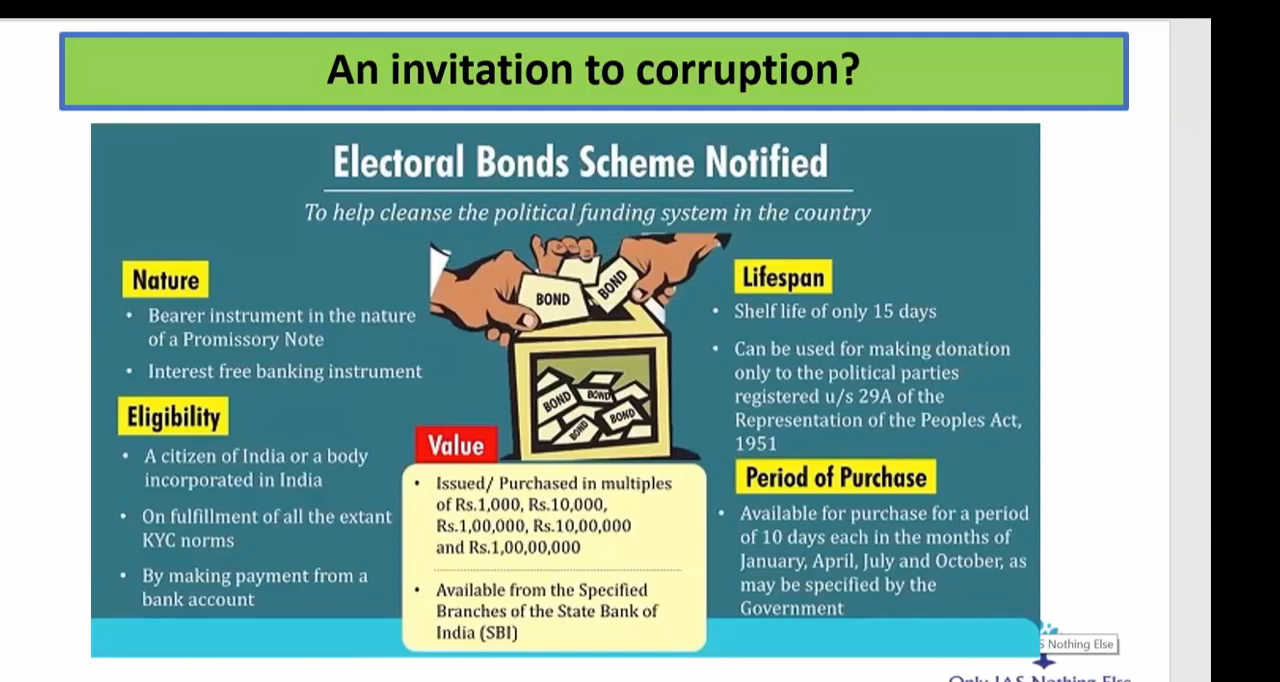 An invitation to corruption?
Electoral Bonds Scheme Notified
To help cleanse the political funding system in the country
Nature
• Bearer instrument in the nature
of a Promissory Note
• Interest free banking instrument
Eligibility
• A citizen of India or a body
incorporated in India
• On fulfillment of all the extant
KYC norms
• By making payment from a
bank account
BOND
BOND
BOND
BOND
BOND
BOND
Value
• Issued/ Purchased in multiples
of Rs.1,000, Rs.10,000,
Rs.1,00,000, Rs.10,00,000
and Rs.1,00,00,000
• Available from the Specified
Branches of the State Bank of
India (SBI)
Lifespan
• Shelf life of only 15 days
• Can be used for making donation
only to the political parties
registered u/s 29A of the
Representation of the Peoples Act,
1951
Period of Purchase
• Available for purchase for a period
of 10 days each in the months of
January, April, July and October, as
may be specified by the
Government
S Nothing Else
Only IAS Nothing Else